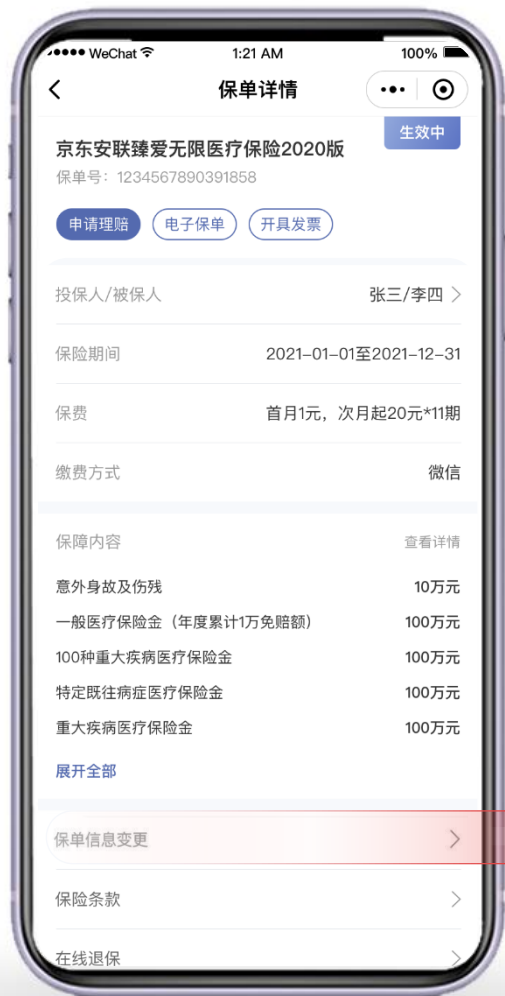 WeChat 1:21 AM 100%
保单详情
生效中
京东安联臻爱无限医疗保险2020版
保单号：1234567890391858
申请理赔 电子保单 开具发票
投保人/被保人 张三/李四
保险期间 2021-01-01至2021-12-31
保费 首月1元，次月起20元*11期
缴费方式 微信
保障内容 查看详情
意外身故及伤残 10万元
一般医疗保险金（年度累计1万免赔额） 100万元
100种重大疾病医疗保险金 100万元
特定既往病症医疗保险金 100万元
重大疾病医疗保险金 100万元
展开全部
保单信息变更
保险条款
在线退保